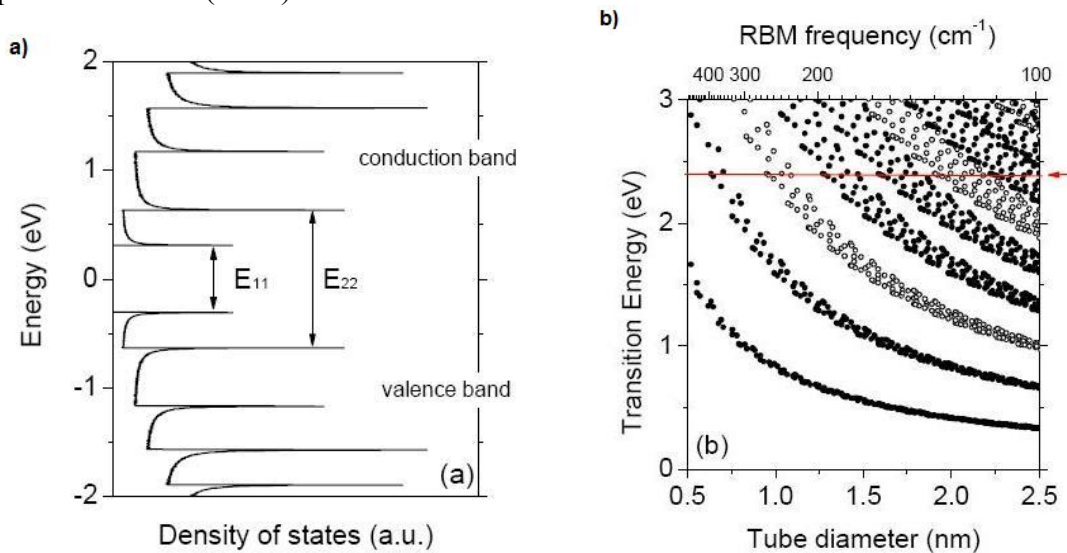 a)
2
1
0
-1
-2
Energy (eV)
conduction band
E11
E22
valence band
(a)
Density of states (a.u.)
b)
RBM frequency (cm-1)
400 300 200 100
3
2
1
0
Transition Energy (eV)
(b)
0.5 1.0 1.5 2.0 2.5
Tube diameter (nm)